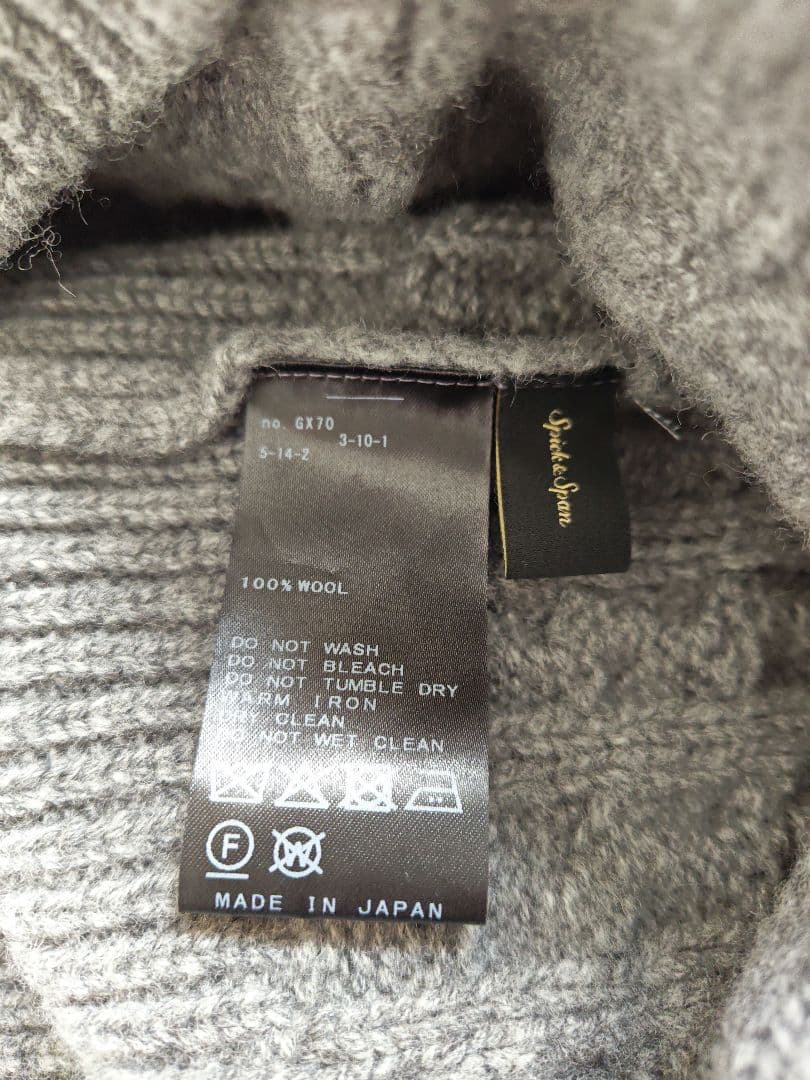 no. GX70
3-10-1
5-14-2
Spick&Span
100% WOOL
DO NOT WASH
DO NOT BLEACH
DO NOT TUMBLE DRY
WARM IRON
DRY CLEAN
DO NOT WET CLEAN
F W
MADE IN JAPAN